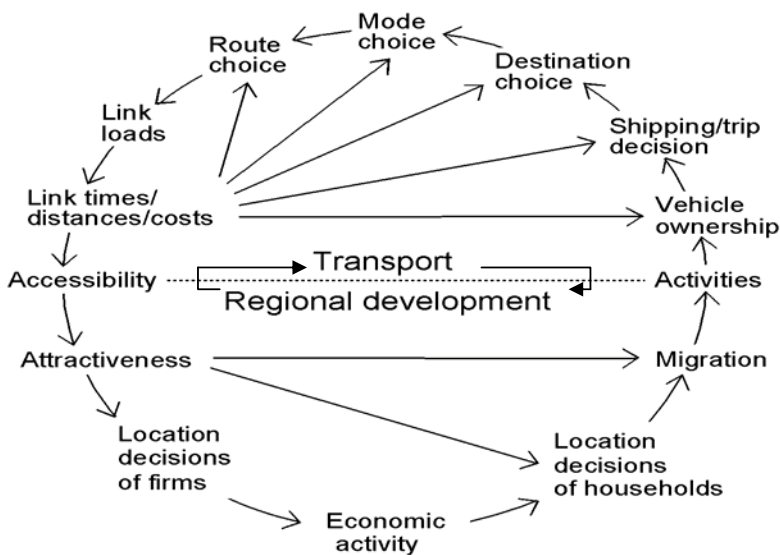 Mode
choice
Route
choice
Destination
choice
Link
loads
Shipping/trip
decision
Link times/
distances/costs
Vehicle
ownership
Transport
Accessibility
Activities
Regional development
Attractiveness
Migration
Location
decisions
of firms
Location
decisions
of households
Economic
activity